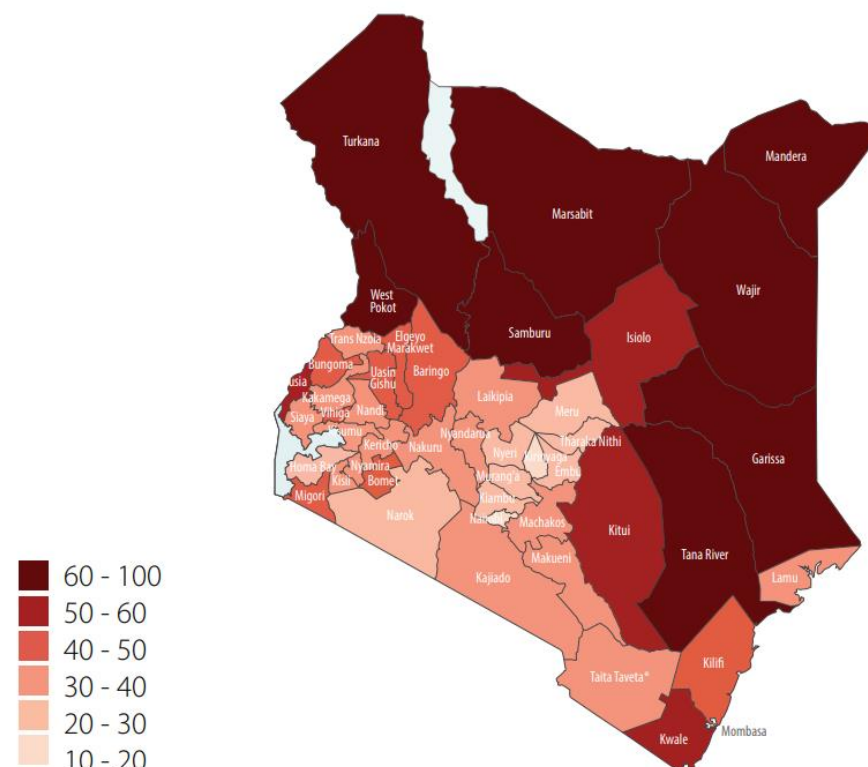 Turkana
Mandera
Marsabit
Wajir
West
Pokot
Samburu
Isiolo
Trans Nzoia
Elgeyo
Marakwet
Bungoma
Uasin
Gishu
Baringo
usia
Kakamega
Laikipia
Vihiga
Nandi
Meru
Siaya
Nyandarua
Kericho
Nakuru
Nyeri
Tharaka Nithi
Garissa
Homa Bay
Nyamira
Embu
Kisii
Bomet
Murang'a
Migori
Kiambu
Narok
Nairobi
Machakos
Kitui
Tana River
Makueni
Kajiado
Lamu
Kilifi
Taita Taveta*
Mombasa
Kwale
60 - 100
50 - 60
40 - 50
30 - 40
20 - 30
10 - 20